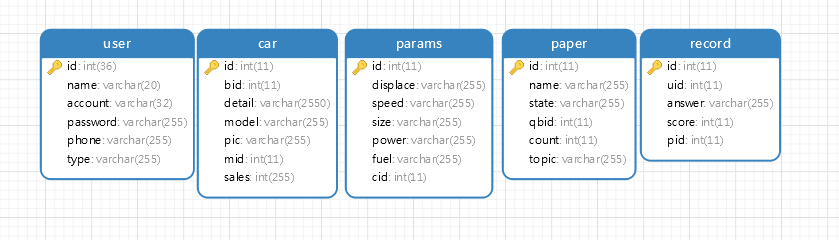 user
id: int(36)
name: varchar(20)
account: varchar(32)
password: varchar(255)
phone: varchar(255)
type: varchar(255)
car
id: int(11)
bid: int(11)
detail: varchar(2550)
model: varchar(255)
pic: varchar(255)
mid: int(11)
sales: int(255)
params
id: int(11)
displace: varchar(255)
speed: varchar(255)
size: varchar(255)
power: varchar(255)
fuel: varchar(255)
cid: int(11)
paper
id: int(11)
name: varchar(255)
state: varchar(255)
qbid: int(11)
count: int(11)
topic: varchar(255)
record
id: int(11)
uid: int(11)
answer: varchar(255)
score: int(11)
pid: int(11)